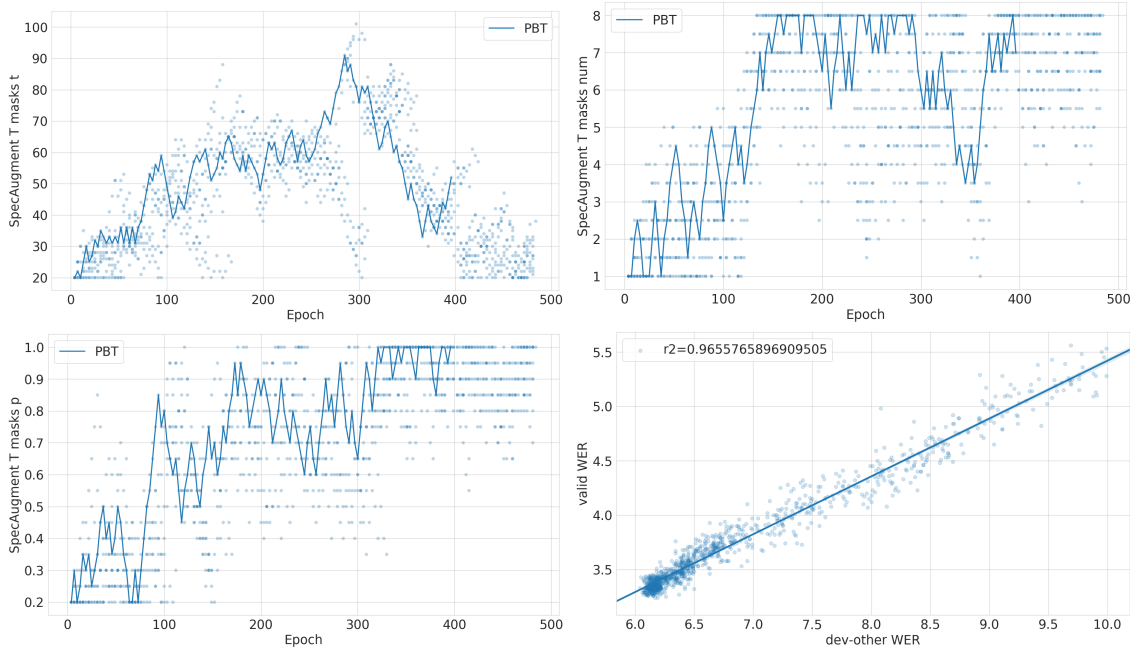 SpecAugment T masks t
100
90
80
70
60
50
40
30
20
PBT
0 100 200 300 400 500
Epoch
SpecAugment T masks num
8
7
6
5
4
3
2
1
PBT
0 100 200 300 400 500
Epoch
SpecAugment T masks p
1.0
0.9
0.8
0.7
0.6
0.5
0.4
0.3
0.2
PBT
0 100 200 300 400 500
Epoch
valid WER
5.5
5.0
4.5
4.0
3.5
r2=0.9655765896909505
6.0 6.5 7.0 7.5 8.0 8.5 9.0 9.5 10.0
dev-other WER